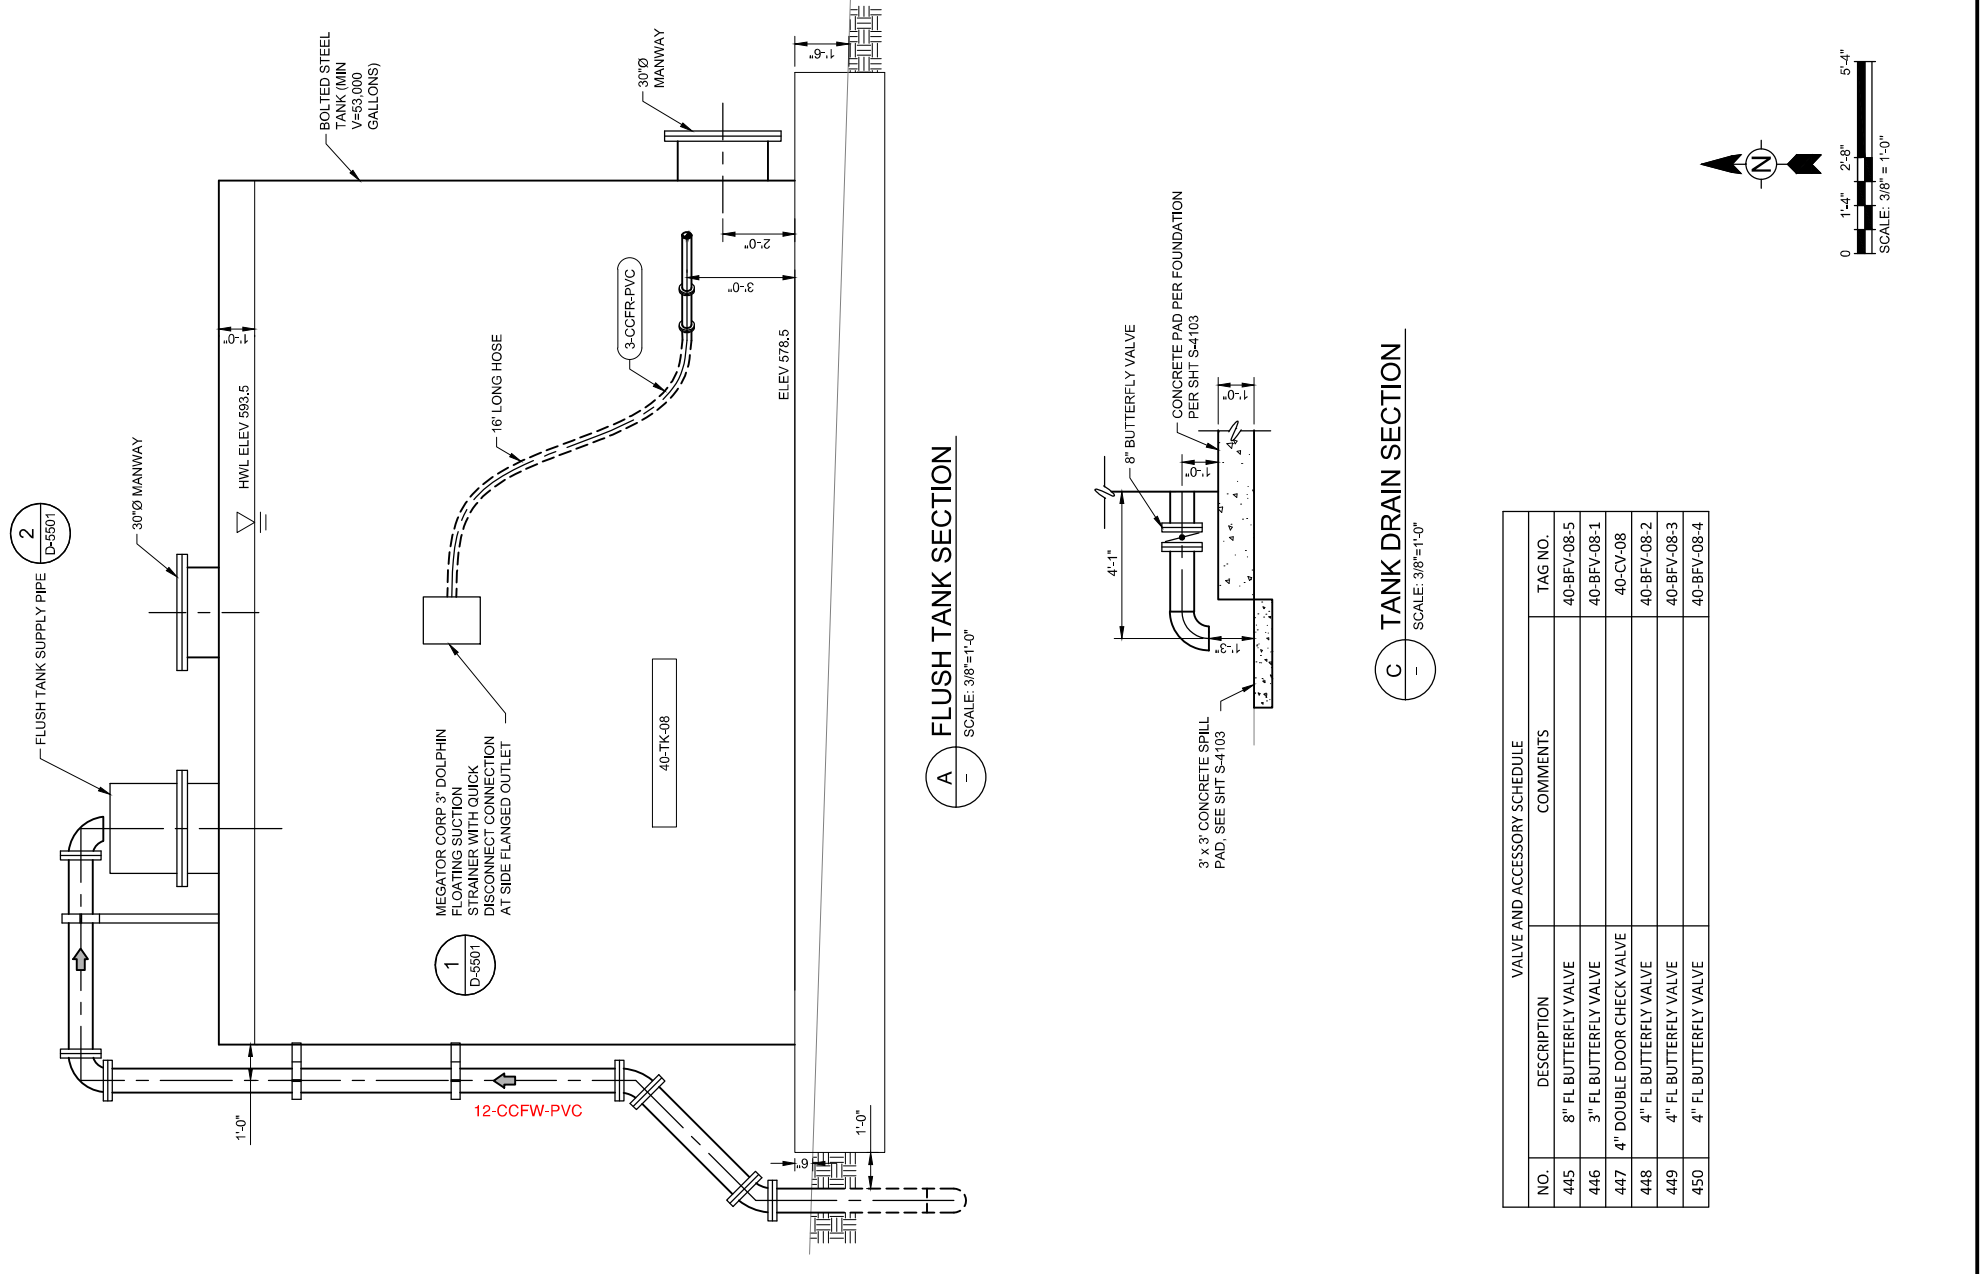 2
D-5501
FLUSH TANK SUPPLY PIPE
30"Ø MANWAY
BOLTED STEEL
TANK (MIN
V=53,000
GALLONS)
1'-0"
HWL ELEV 593.5
16' LONG HOSE
3-CCFR-PVC
30"Ø
MANWAY
2'-0"
3'-0"
ELEV 578.5
1'-6"
MEGATOR CORP 3" DOLPHIN
FLOATING SUCTION
STRAINER WITH QUICK
DISCONNECT CONNECTION
AT SIDE FLANGED OUTLET
1
D-5501
40-TK-08
1'-0"
12-CCFW-PVC
6"
1'-0"
A
-
FLUSH TANK SECTION
SCALE: 3/8"=1'-0"
8" BUTTERFLY VALVE
CONCRETE PAD PER FOUNDATION
PER SHT S-4103
4'-1"
1'-0"
1'-0"
1'-3"
3' x 3' CONCRETE SPILL
PAD, SEE SHT S-4103
C
-
TANK DRAIN SECTION
SCALE: 3/8"=1'-0"
VALVE AND ACCESSORY SCHEDULE
NO. DESCRIPTION COMMENTS TAG NO.
445 8" FL BUTTERFLY VALVE 40-BFV-08-5
446 3" FL BUTTERFLY VALVE 40-BFV-08-1
447 4" DOUBLE DOOR CHECK VALVE 40-CV-08
448 4" FL BUTTERFLY VALVE 40-BFV-08-2
449 4" FL BUTTERFLY VALVE 40-BFV-08-3
450 4" FL BUTTERFLY VALVE 40-BFV-08-4
N
0 1'-4" 2'-8" 5'-4"
SCALE: 3/8" = 1'-0"